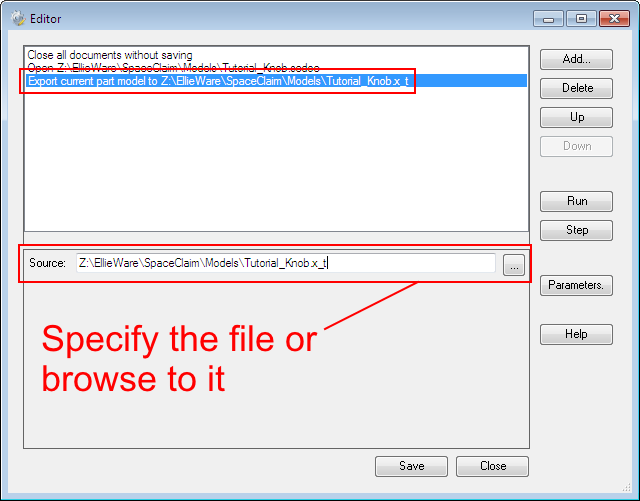 Editor
Close all documents without saving
Open Z:\EllieWare\SpaceClaim\Models\Tutorial_Knob.scdoc
Export current part model to Z:\EllieWare\SpaceClaim\Models\Tutorial_Knob.x_t
Add...
Delete
Up
Down
Run
Step
Source: Z:\EllieWare\SpaceClaim\Models\Tutorial_Knob.x_t ...
Parameters.
Specify the file or
browse to it
Help
Save Close